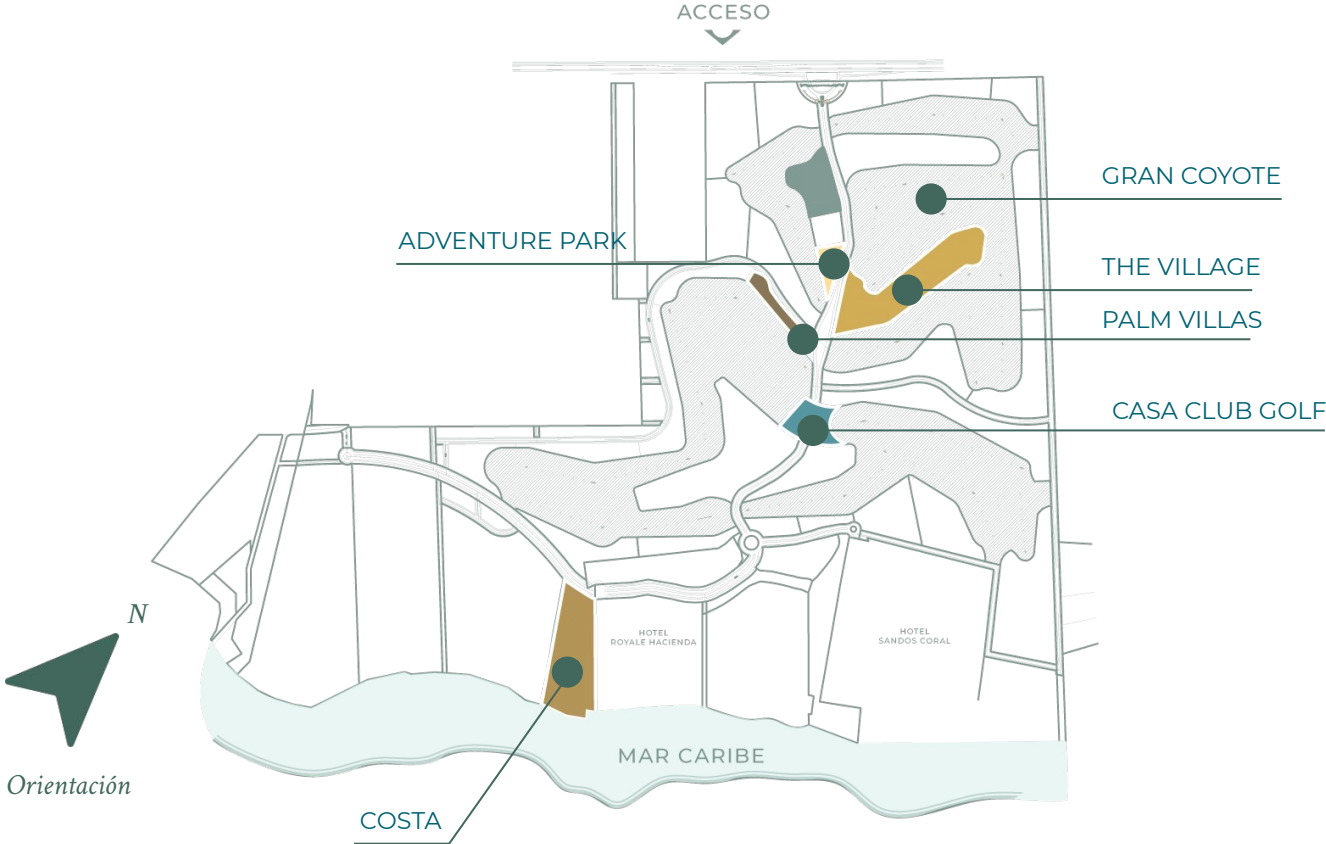 ACCESO
GRAN COYOTE
ADVENTURE PARK
THE VILLAGE
PALM VILLAS
CASA CLUB GOLF
N
HOTEL
ROYALE HACIENDA
HOTEL
SANDOS CORAL
MAR CARIBE
Orientación
COSTA